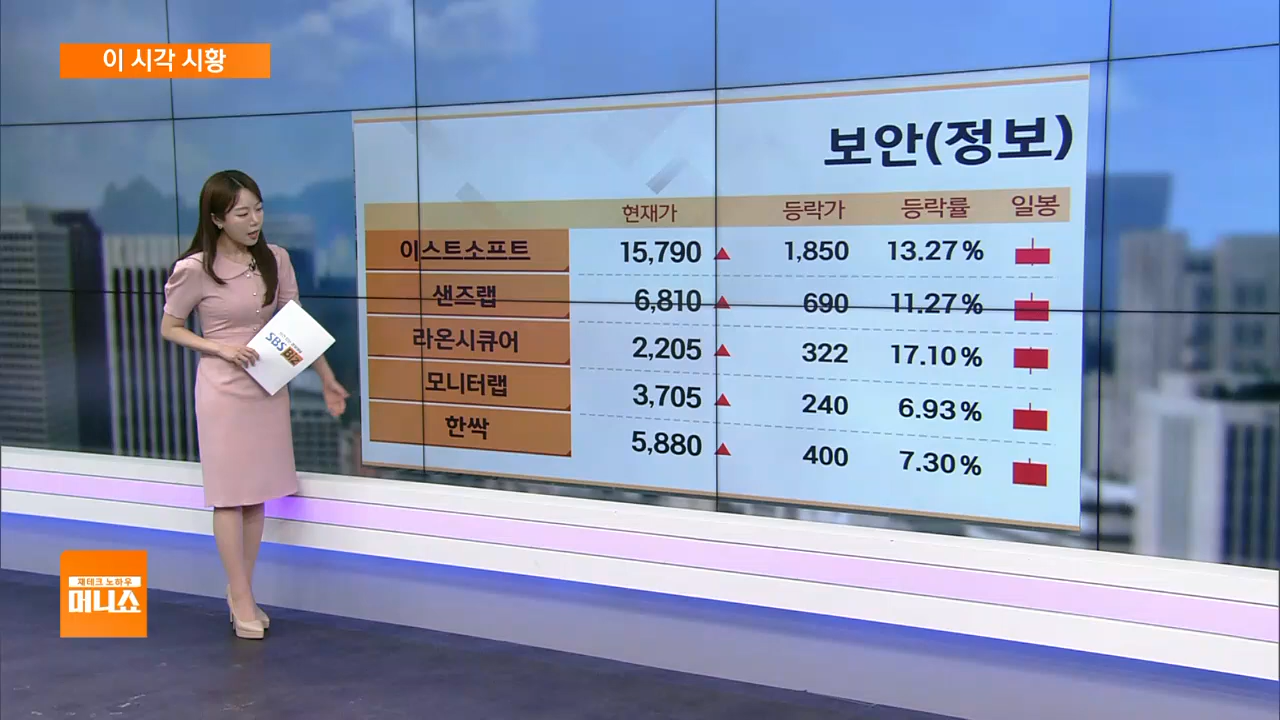 이 시각 시황
보안(정보)
현재가 등락가 등락률 일봉
이스트소프트 15,790 ▲ 1,850 13.27%
샌즈랩 6,810 ▲ 690 11.27%
라온시큐어 2,205 ▲ 322 17.10%
모니터랩 3,705 ▲ 240 6.93%
한싹 5,880 ▲ 400 7.30%
SBS Biz
재테크 노하우
머니쇼